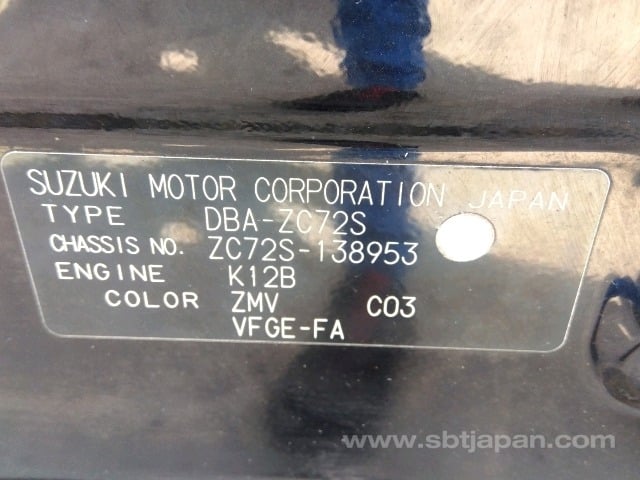 SUZUKI MOTOR CORPORATION JAPAN
TYPE DBA-ZC72S
CHASSIS NO. ZC72S-138953
ENGINE K12B
COLOR ZMV C03
VFGE-FA
www.sbtjapan.com